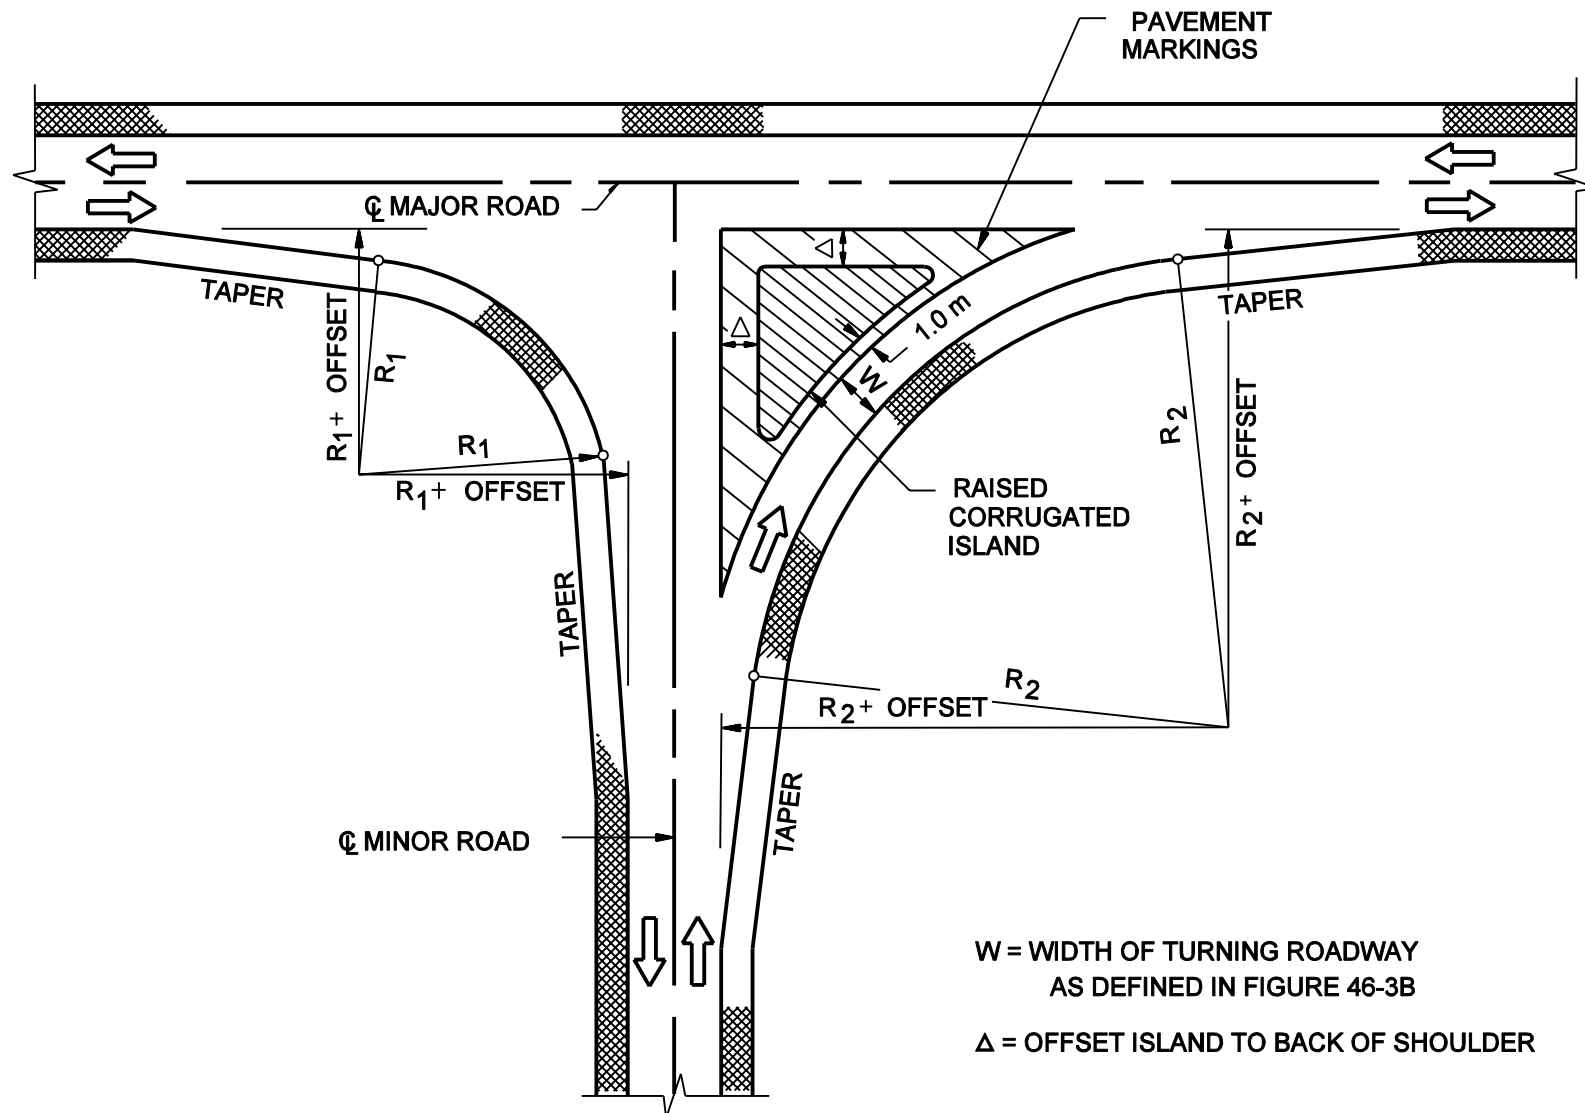 PAVEMENT
MARKINGS
℄ MAJOR ROAD
TAPER
R1+ OFFSET
R1
R1
R1+ OFFSET
TAPER
Δ
Δ
1.0 m
W
TAPER
R2
R2+ OFFSET
RAISED
CORRUGATED
ISLAND
R2
R2+ OFFSET
TAPER
℄ MINOR ROAD
W = WIDTH OF TURNING ROADWAY
AS DEFINED IN FIGURE 46-3B
Δ = OFFSET ISLAND TO BACK OF SHOULDER